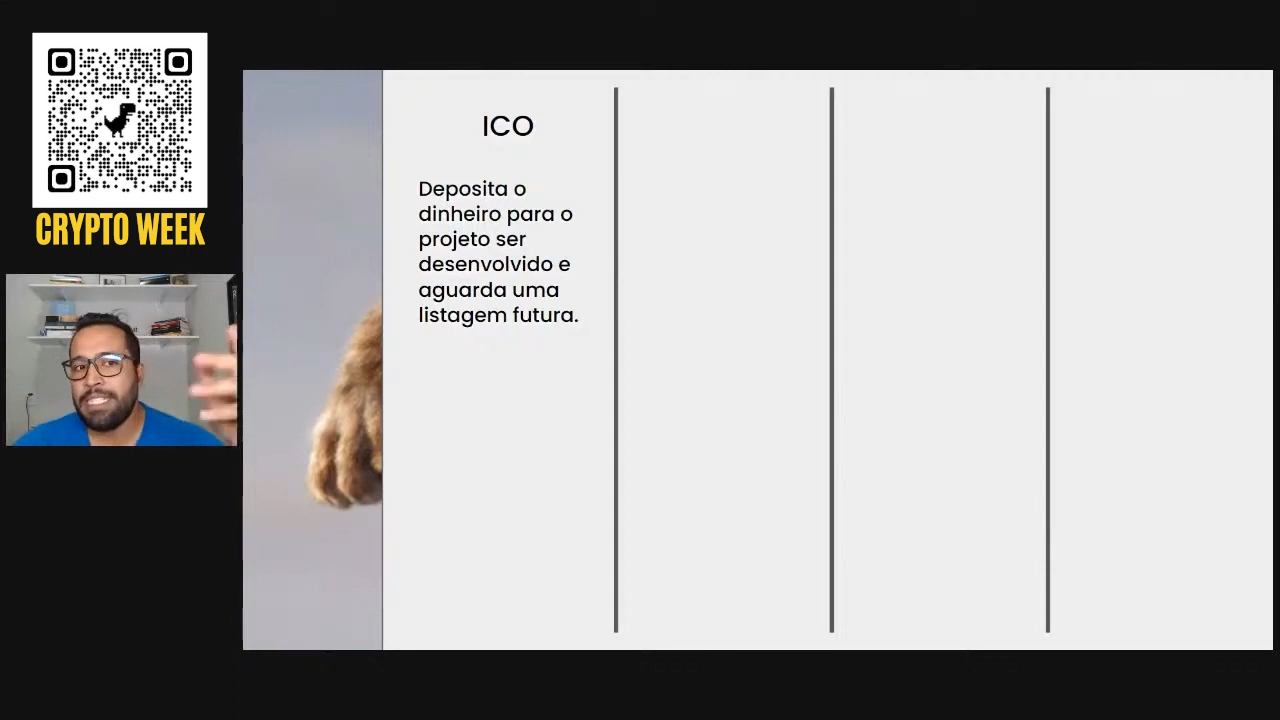 CRYPTO WEEK
ICO
Deposita o
dinheiro para o
projeto ser
desenvolvido e
aguarda uma
listagem futura.